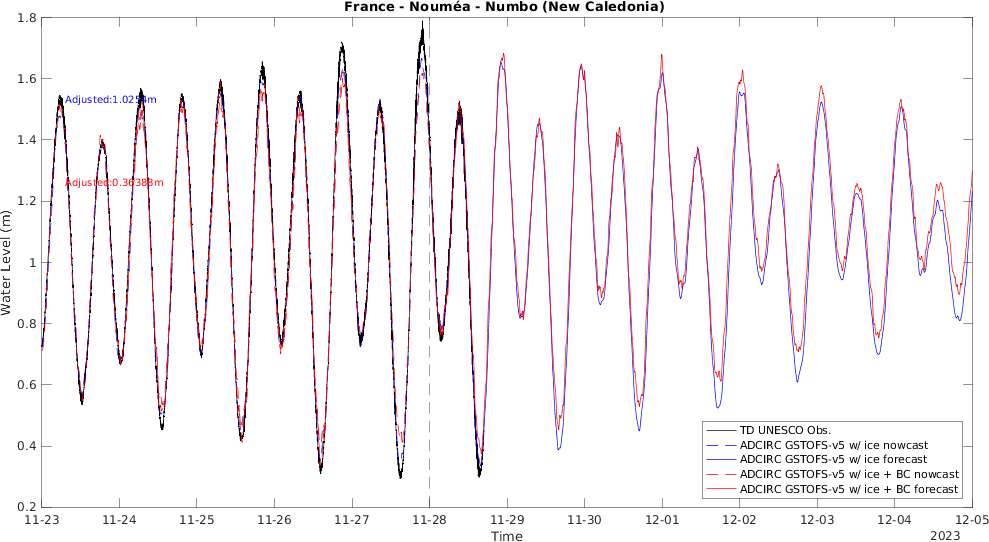 France - Nouméa - Numbo (New Caledonia)
1.8
1.6
1.4
1.2
1
0.8
0.6
0.4
0.2
Water Level (m)
Adjusted:1.0254m
Adjusted:0.36383m
TD UNESCO Obs.
ADCIRC GSTOFS-v5 w/ ice nowcast
ADCIRC GSTOFS-v5 w/ ice forecast
ADCIRC GSTOFS-v5 w/ ice + BC nowcast
ADCIRC GSTOFS-v5 w/ ice + BC forecast
11-23 11-24 11-25 11-26 11-27 11-28 11-29 11-30 12-01 12-02 12-03 12-04 12-05
Time
2023